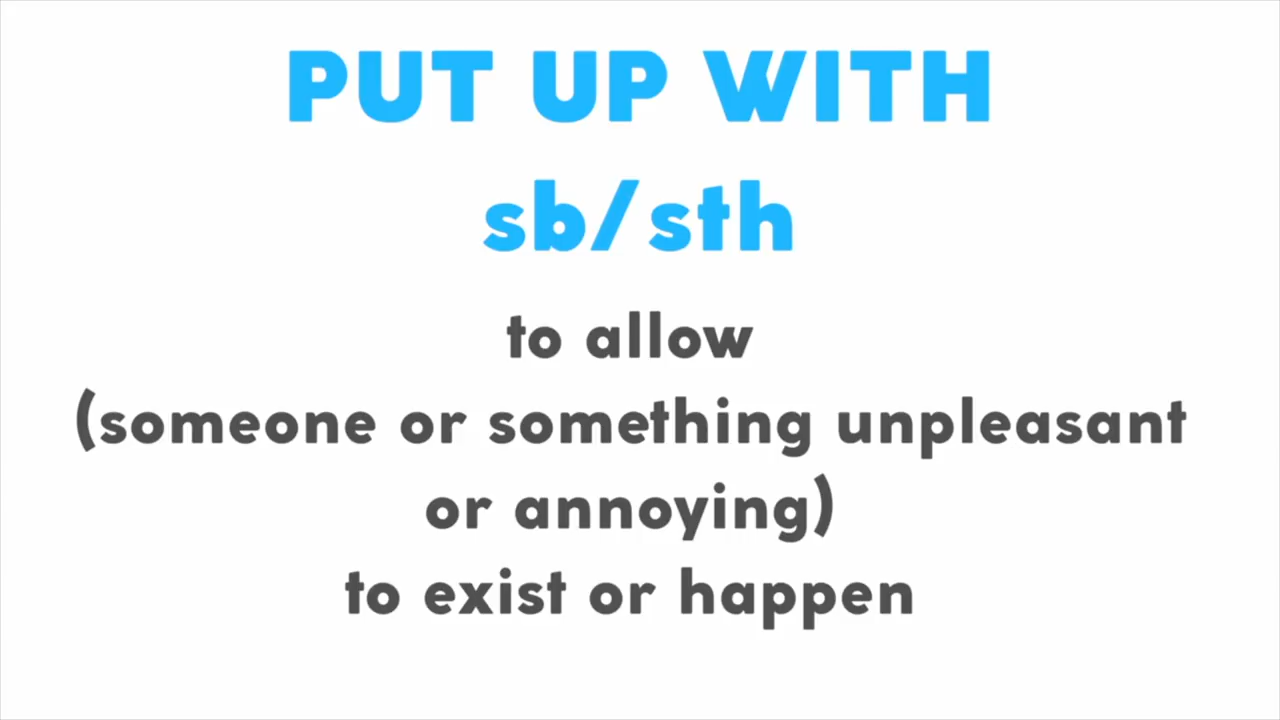 PUT UP WITH
sb/sth
to allow
(someone or something unpleasant
or annoying)
to exist or happen